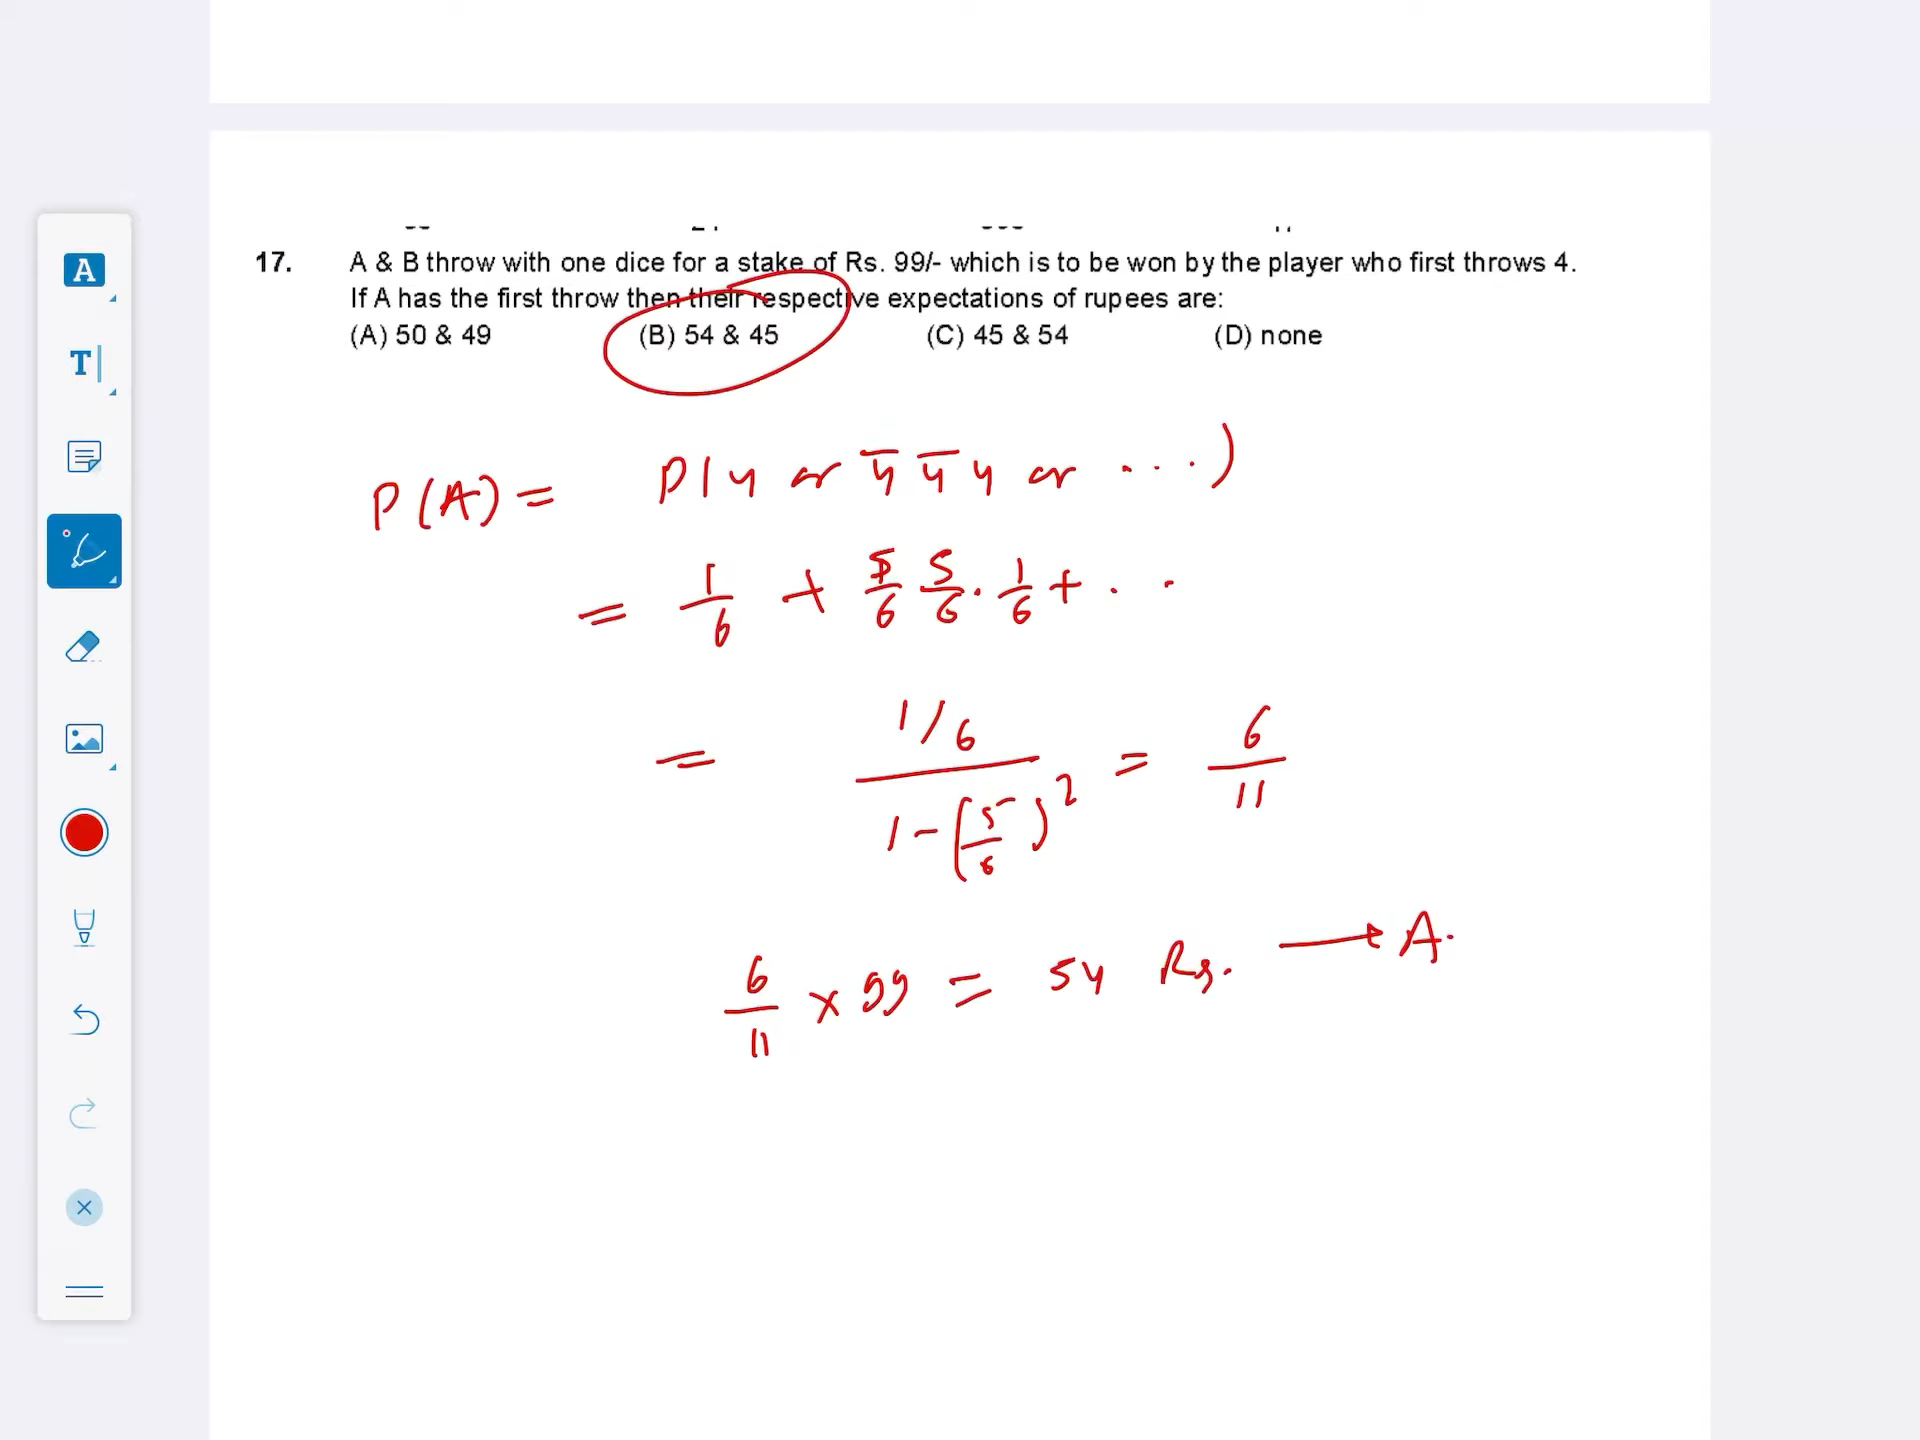 17. A & B throw with one dice for a stake of Rs. 99/- which is to be won by the player who first throws 4.
If A has the first throw then their respective expectations of rupees are:
(A) 50 & 49 (B) 54 & 45 (C) 45 & 54 (D) none
P(A) = P(4 or 4̅ 4̅ 4 or ...)
= 1/6 + 5/6 5/6 . 1/6 + . .
= (1/6)/(1-(5/6)^2) = 6/11
6/11 × 99 = 54 Rs. → A.
A
T